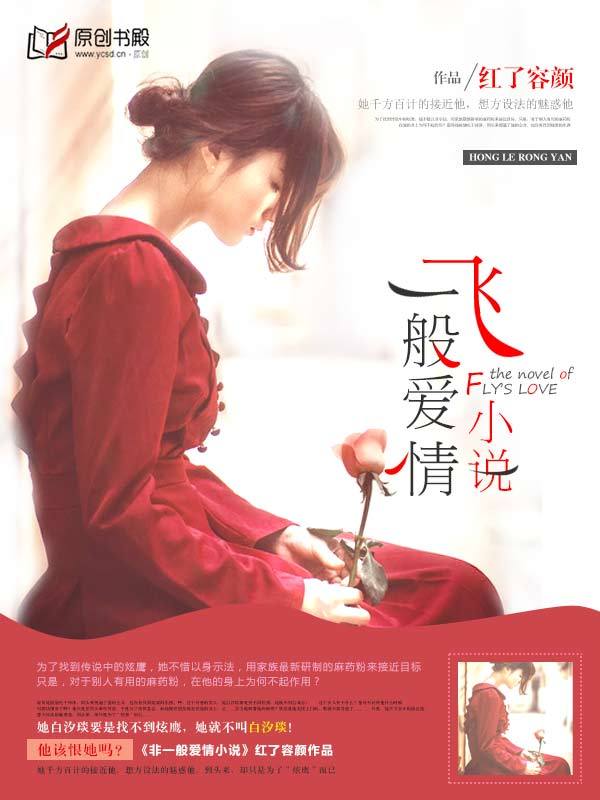 原创书殿
www.ycsd.cn·原创
作品/红了容颜
她千方百计的接近他，想方设法的魅惑他
HONG LE RONG YAN
飞一般爱情小说
the novel of
FLY'S LOVE
为了找到传说中的炫鹰，她不惜以身示法，用家族最新研制的麻药粉来接近目标
只是，对于别人有用的麻药粉，在他的身上为何不起作用？
她白汐琰要是找不到炫鹰，她就不叫白汐琰！
他该恨她吗？《非一般爱情小说》红了容颜作品
她千方百计的接近他，想方设法的魅惑他，到头来，却只是为了“炫鹰”而已